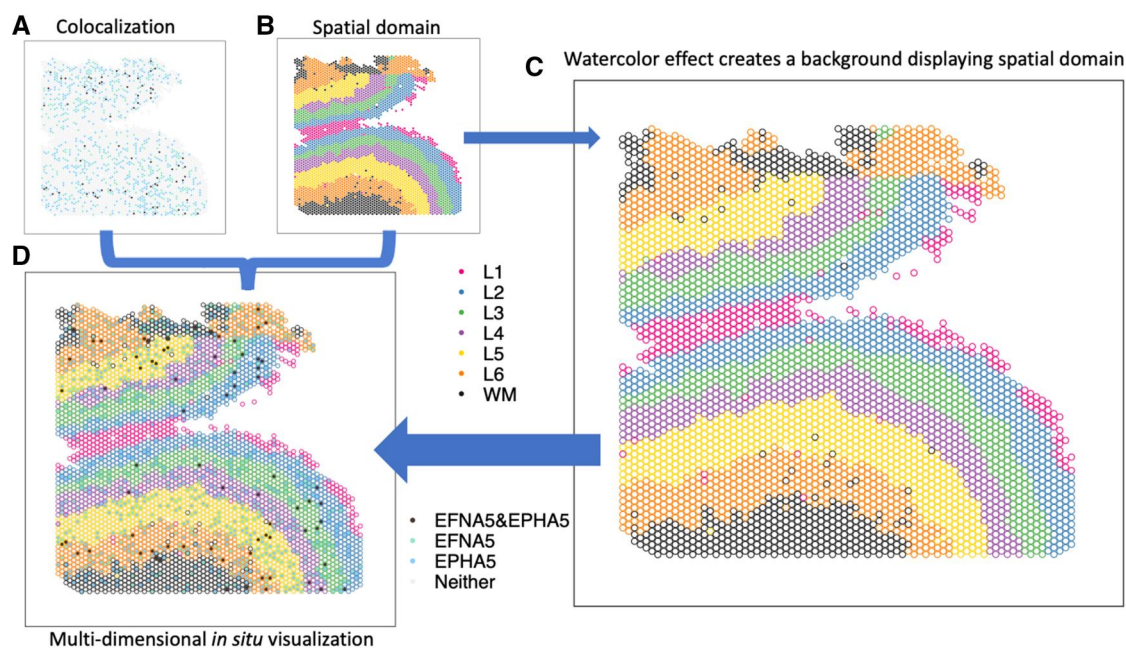 A
Colocalization
B
Spatial domain
C
Watercolor effect creates a background displaying spatial domain
D
L1
L2
L3
L4
L5
L6
WM
EFNA5&EPHA5
EFNA5
EPHA5
Neither
Multi-dimensional in situ visualization